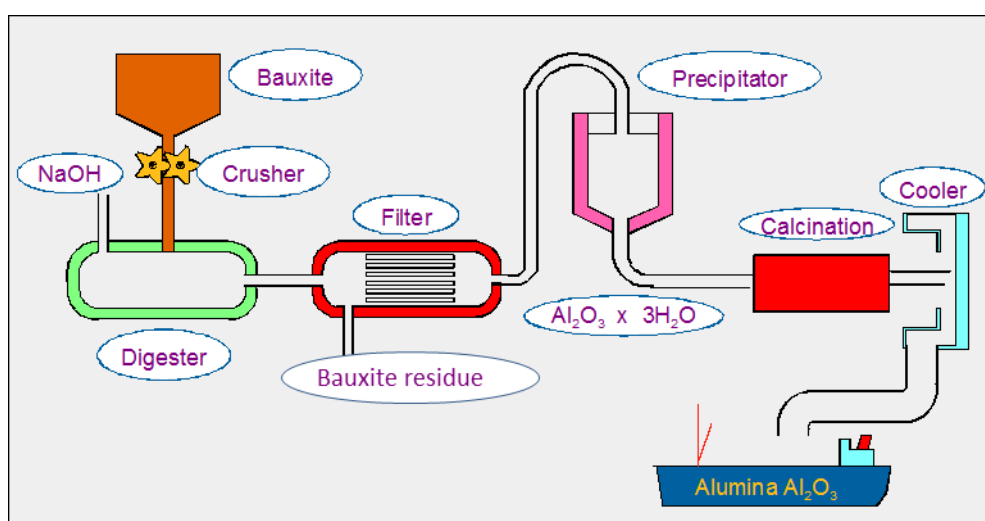 Bauxite
Precipitator
NaOH
Crusher
Cooler
Filter
Calcination
Al₂O₃ x 3H₂O
Digester
Bauxite residue
Alumina Al₂O₃